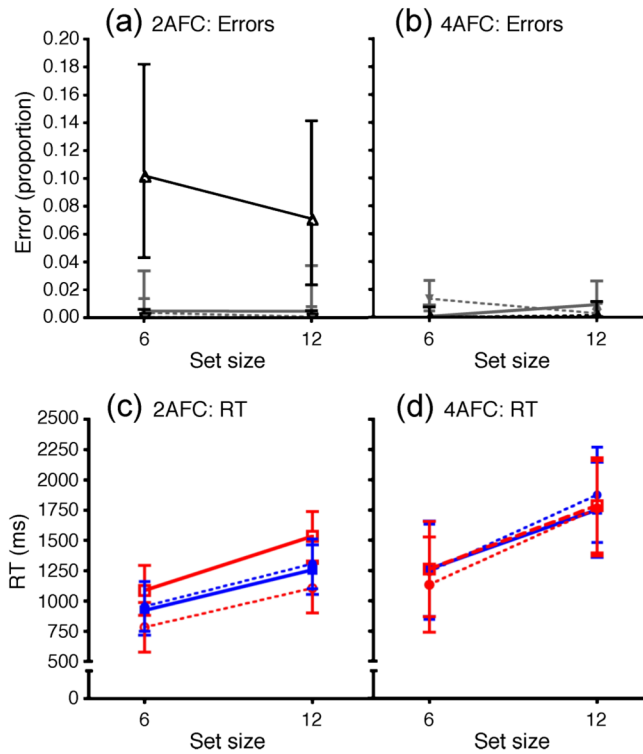 (a) 2AFC: Errors
(b) 4AFC: Errors
Error (proportion)
0.20
0.18
0.16
0.14
0.12
0.10
0.08
0.06
0.04
0.02
0.00
6 12
6 12
Set size
Set size
(c) 2AFC: RT
(d) 4AFC: RT
RT (ms)
2500
2250
2000
1750
1500
1250
1000
750
500
0
6 12
6 12
Set size
Set size